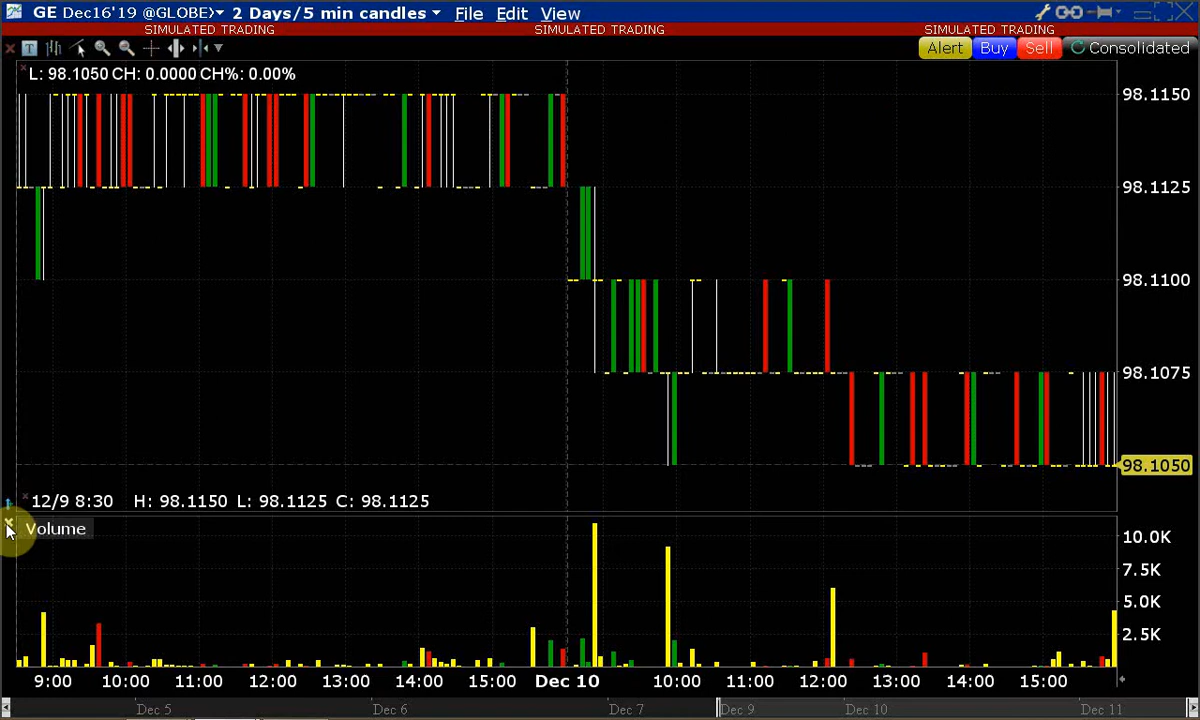 GE Dec16'19 @GLOBEX 2 Days/5 min candles File Edit View
SIMULATED TRADING SIMULATED TRADING SIMULATED TRADING
T Alert Buy Sell Consolidated
L: 98.1050 CH: 0.0000 CH%: 0.00%
98.1150
98.1125
98.1100
98.1075
98.1050
12/9 8:30 H: 98.1150 L: 98.1125 C: 98.1125
Volume
10.0K
7.5K
5.0K
2.5K
9:00 10:00 11:00 12:00 13:00 14:00 15:00 Dec 10 10:00 11:00 12:00 13:00 14:00 15:00
Dec 5 Dec 6 Dec 7 Dec 9 Dec 10 Dec 11